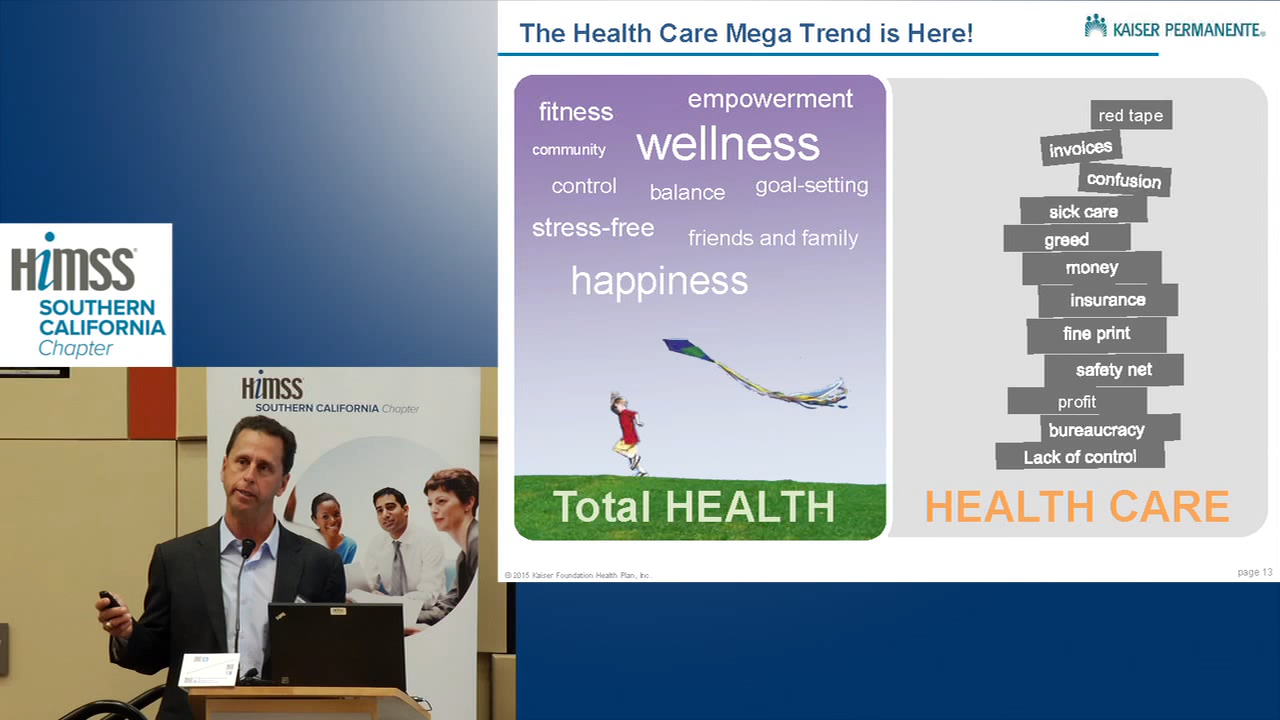 The Health Care Mega Trend is Here!
KAISER PERMANENTE®
fitness
empowerment
community
wellness
control
balance
goal-setting
stress-free
friends and family
happiness
Total HEALTH
red tape
invoices
confusion
sick care
greed
money
insurance
fine print
safety net
profit
bureaucracy
Lack of control
HEALTH CARE
© 2015 Kaiser Foundation Health Plan, Inc.
page 13
HiMSS®
SOUTHERN
CALIFORNIA
Chapter
HiMSS
SOUTHERN CALIFORNIA Chapter